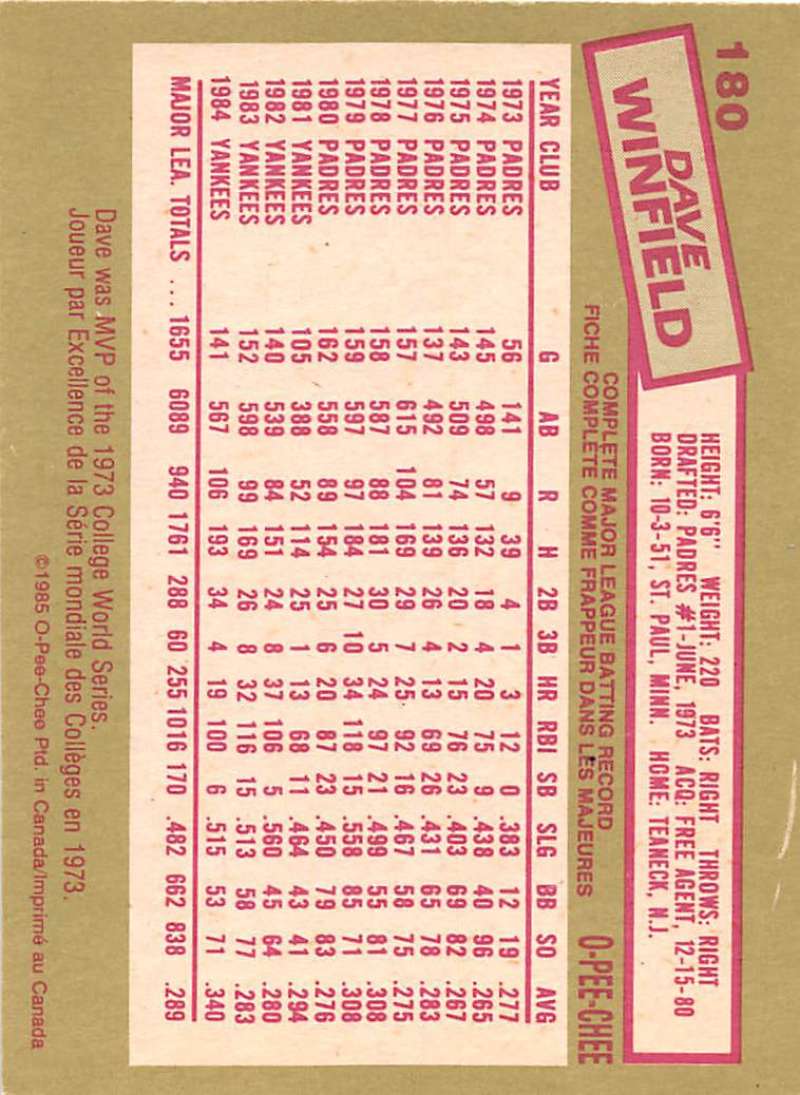 180
DAVE
WINFIELD
HEIGHT: 6'6" WEIGHT: 220 BATS: RIGHT THROWS: RIGHT
DRAFTED: PADRES #1-JUNE, 1973 ACQ: FREE AGENT, 12-15-80
BORN: 10-3-51, ST. PAUL, MINN. HOME: TEANECK, N.J.
COMPLETE MAJOR LEAGUE BATTING RECORD
FICHE COMPLÈTE COMME FRAPPEUR DANS LES MAJEURES
O-PEE-CHEE
YEAR CLUB G AB R H 2B 3B HR RBI SB SLG BB SO AVG
1973 PADRES 56 141 9 39 4 1 3 12 0 .383 12 19 .277
1974 PADRES 145 498 57 132 18 4 20 75 9 .438 40 96 .265
1975 PADRES 143 509 74 136 20 2 15 76 23 .403 69 82 .267
1976 PADRES 137 492 81 139 26 4 13 69 26 .431 65 78 .283
1977 PADRES 157 615 104 169 29 7 25 92 16 .467 58 75 .275
1978 PADRES 158 587 88 181 30 5 24 97 21 .499 55 81 .308
1979 PADRES 159 597 97 184 27 10 34 118 15 .558 85 71 .308
1980 PADRES 162 558 89 154 25 6 20 87 23 .450 79 83 .276
1981 YANKEES 105 388 52 114 25 1 13 68 11 .464 43 41 .294
1982 YANKEES 140 539 84 151 24 8 37 106 5 .560 45 64 .280
1983 YANKEES 152 598 99 169 26 8 32 116 15 .513 58 77 .283
1984 YANKEES 141 567 106 193 34 4 19 100 6 .515 53 71 .340
MAJOR LEA. TOTALS ... 1655 6089 940 1761 288 60 255 1016 170 .482 662 838 .289
Dave was MVP of the 1973 College World Series.
Joueur par Excellence de la Série mondiale des Collèges en 1973.
©1985 O-Pee-Chee Ptd. in Canada/Imprimé au Canada